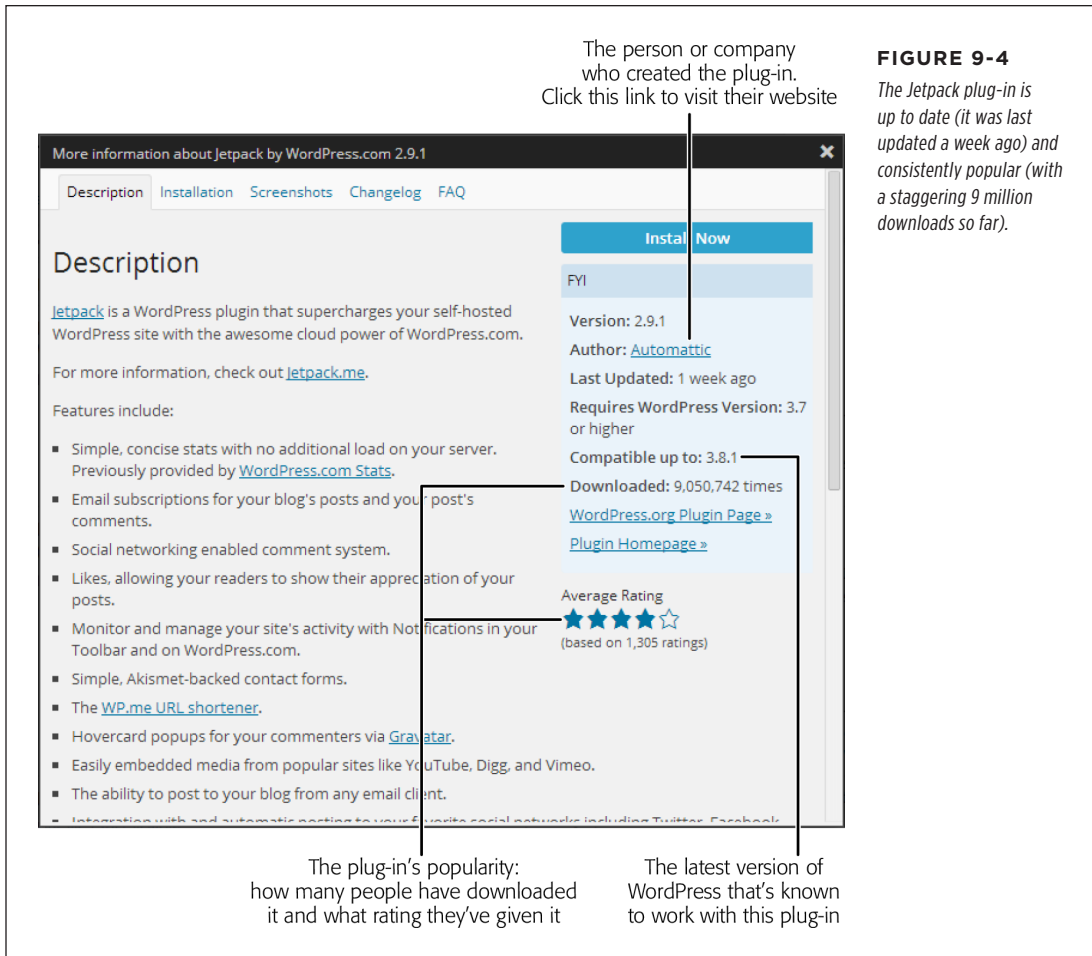 The person or company
who created the plug-in.
Click this link to visit their website
FIGURE 9-4
The Jetpack plug-in is
up to date (it was last
updated a week ago) and
consistently popular (with
a staggering 9 million
downloads so far).
More information about Jetpack by WordPress.com 2.9.1
Description Installation Screenshots Changelog FAQ
Description
Jetpack is a WordPress plugin that supercharges your self-hosted
WordPress site with the awesome cloud power of WordPress.com.
For more information, check out Jetpack.me.
Features include:
Simple, concise stats with no additional load on your server.
Previously provided by WordPress.com Stats.
Email subscriptions for your blog's posts and your post's
comments.
Social networking enabled comment system.
Likes, allowing your readers to show their appreciation of your
posts.
Monitor and manage your site's activity with Notifications in your
Toolbar and on WordPress.com.
Simple, Akismet-backed contact forms.
The WP.me URL shortener.
Hovercard popups for your commenters via Gravatar.
Easily embedded media from popular sites like YouTube, Digg, and Vimeo.
The ability to post to your blog from any email client.
Integration with and automatic posting to your favorite social networks including Twitter, Facebook
Install Now
FYI
Version: 2.9.1
Author: Automattic
Last Updated: 1 week ago
Requires WordPress Version: 3.7
or higher
Compatible up to: 3.8.1
Downloaded: 9,050,742 times
WordPress.org Plugin Page »
Plugin Homepage »
Average Rating
(based on 1,305 ratings)
The plug-in's popularity:
how many people have downloaded
it and what rating they've given it
The latest version of
WordPress that's known
to work with this plug-in